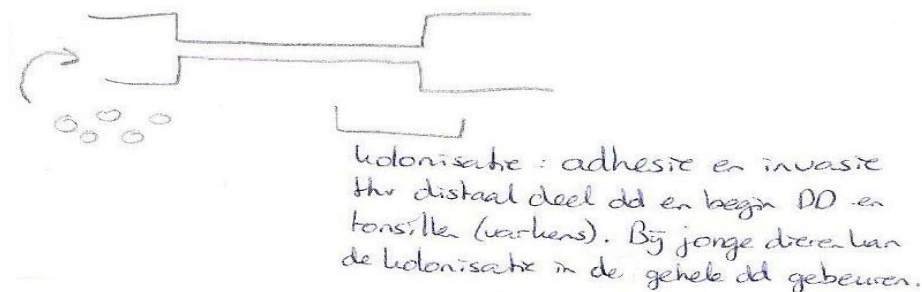 kolonisatie : adhesie en invasie
thv distaal deel dd en begin DD en
tonsillen (varkens). Bij jonge dieren kan
de kolonisatie in de gehele dd gebeuren.